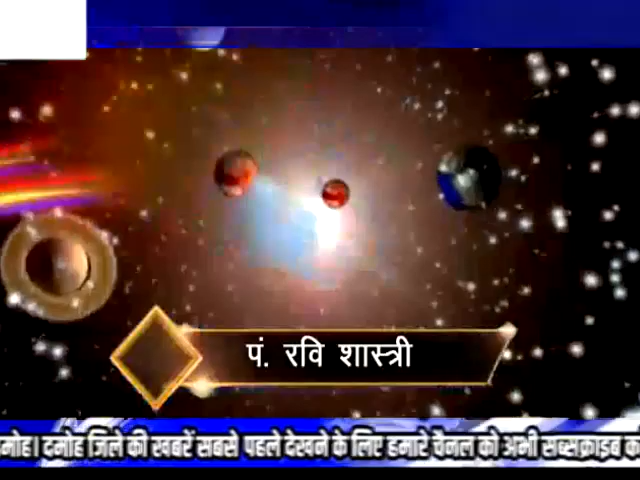 पं. रवि शास्त्री
दमोह जिले की खबरें सबसे पहले देखने के लिए हमारे चैनल को अभी सब्सक्राइब